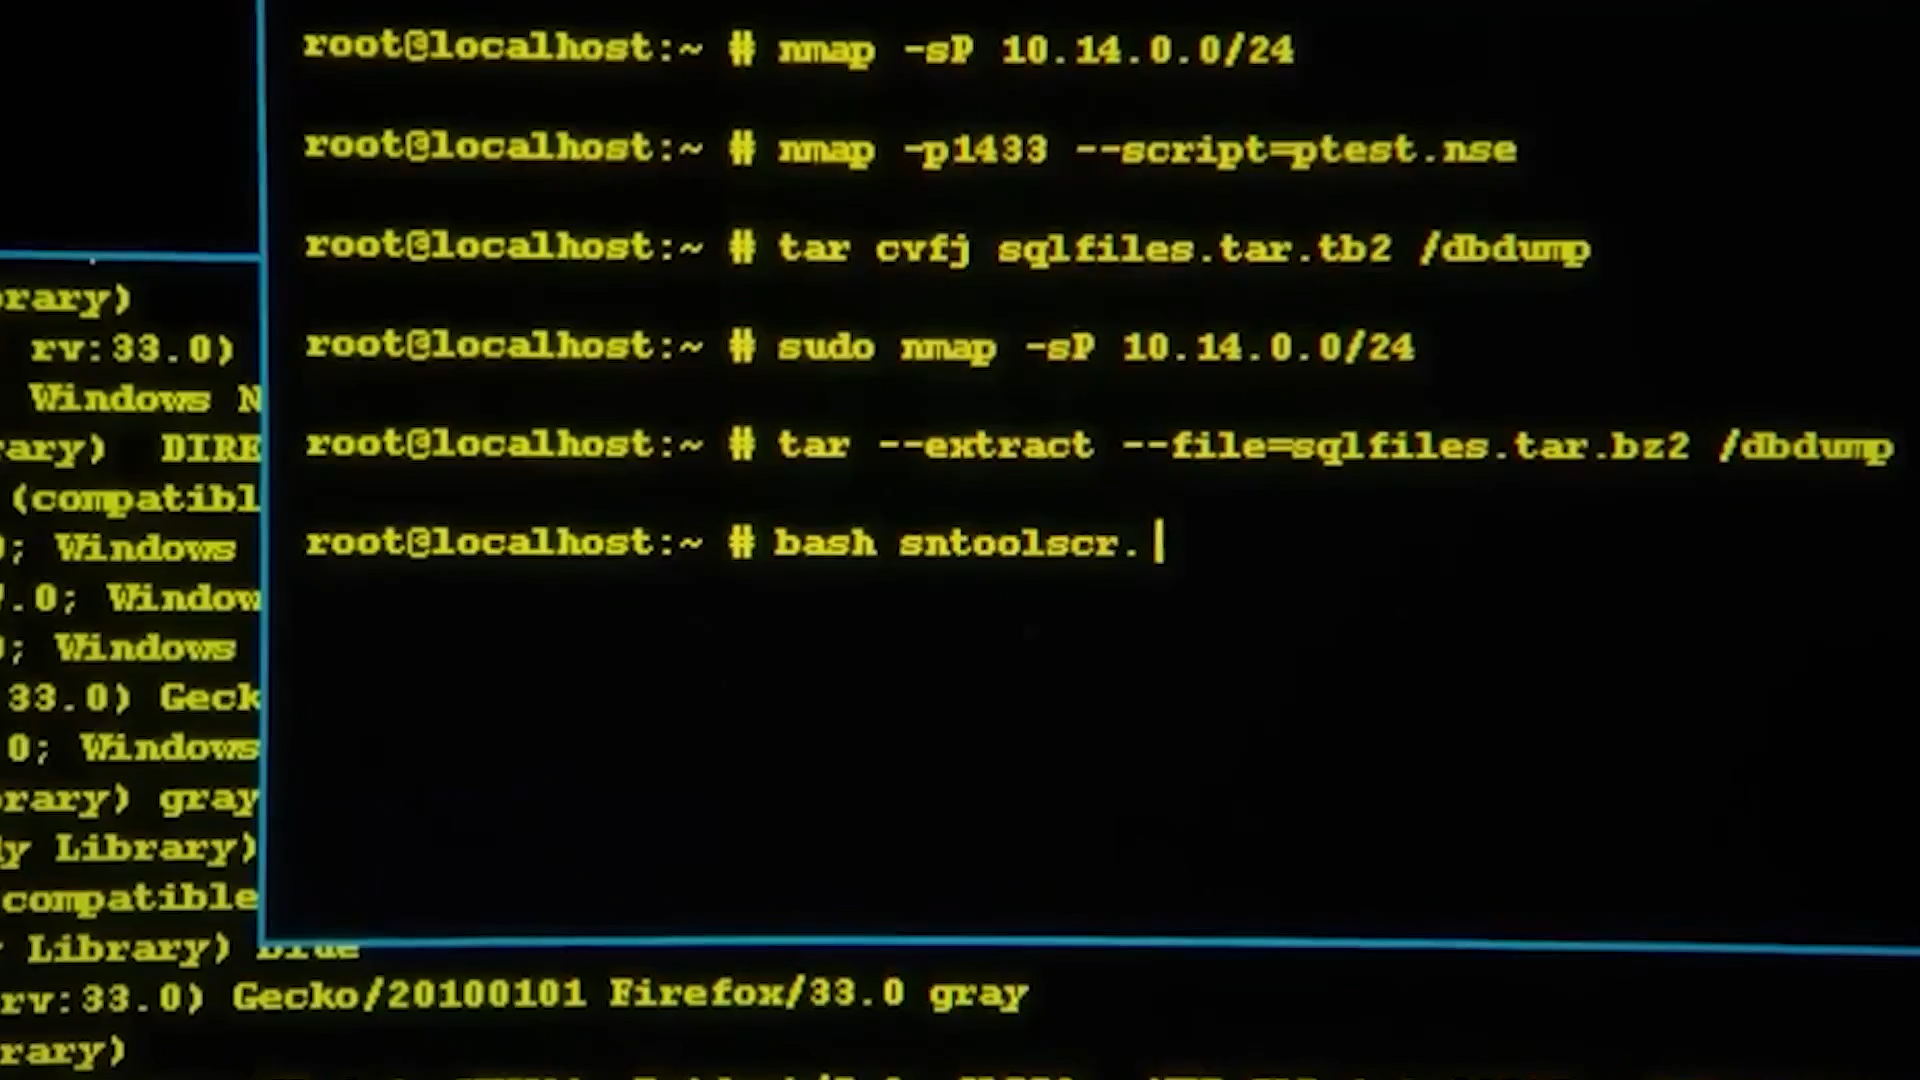 root@localhost:~ # nmap -sP 10.14.0.0/24
root@localhost:~ # nmap -p1433 --script=ptest.nse
root@localhost:~ # tar cvfj sqlfiles.tar.tb2 /dbdump
root@localhost:~ # sudo nmap -sP 10.14.0.0/24
root@localhost:~ # tar --extract --file=sqlfiles.tar.bz2 /dbdump
root@localhost:~ # bash sntoolscr.
rary)
rv:33.0)
Windows N
ary) DIRE
(compatibl
; Windows
.0; Window
; Windows
33.0) Geck
0; Windows
rary) gray
y Library)
compatible
Library) blue
rv:33.0) Gecko/20100101 Firefox/33.0 gray
rary)